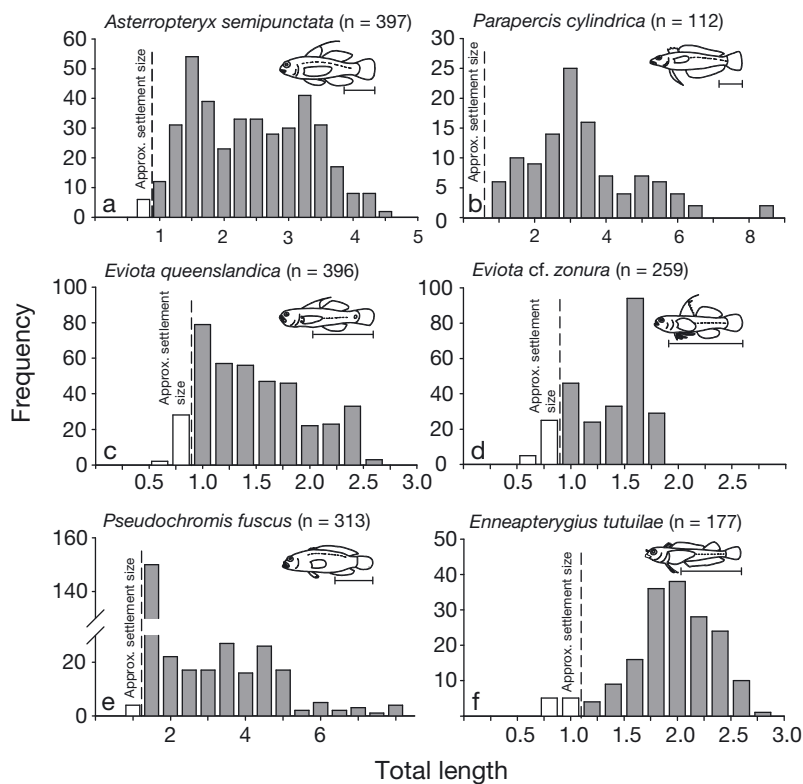 Asterropteryx semipunctata (n = 397)
60
50
40
30
20
10
0
Approx. settlement size
a
1
2
3
4
5
Parapercis cylindrica (n = 112)
30
25
20
15
10
5
0
Approx. settlement size
b
2
4
6
8
Eviota queenslandica (n = 396)
100
80
60
40
20
0
Approx. settlement
size
c
0.5
1.0
1.5
2.0
2.5
3.0
Eviota cf. zonura (n = 259)
100
80
60
40
20
0
Approx. settlement
size
d
0.5
1.0
1.5
2.0
2.5
Pseudochromis fuscus (n = 313)
160
140
20
0
Approx. settlement size
e
2
4
6
Enneapterygius tutuilae (n = 177)
50
40
30
20
10
Approx. settlement size
f
0.5
1.0
1.5
2.0
2.5
3.0
Frequency
Total length